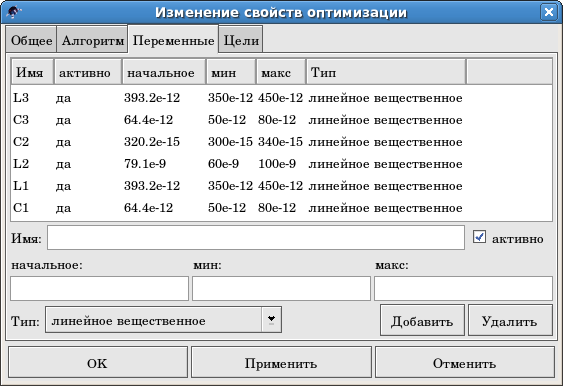 Изменение свойств оптимизации
Общее Алгоритм Переменные Цели
Имя активно начальное мин макс Тип
L3 да 393.2e-12 350e-12 450e-12 линейное вещественное
C3 да 64.4e-12 50e-12 80e-12 линейное вещественное
C2 да 320.2e-15 300e-15 340e-15 линейное вещественное
L2 да 79.1e-9 60e-9 100e-9 линейное вещественное
L1 да 393.2e-12 350e-12 450e-12 линейное вещественное
C1 да 64.4e-12 50e-12 80e-12 линейное вещественное
Имя: активно
начальное: мин: макс:
Тип: линейное вещественное Добавить Удалить
OK Применить Отменить